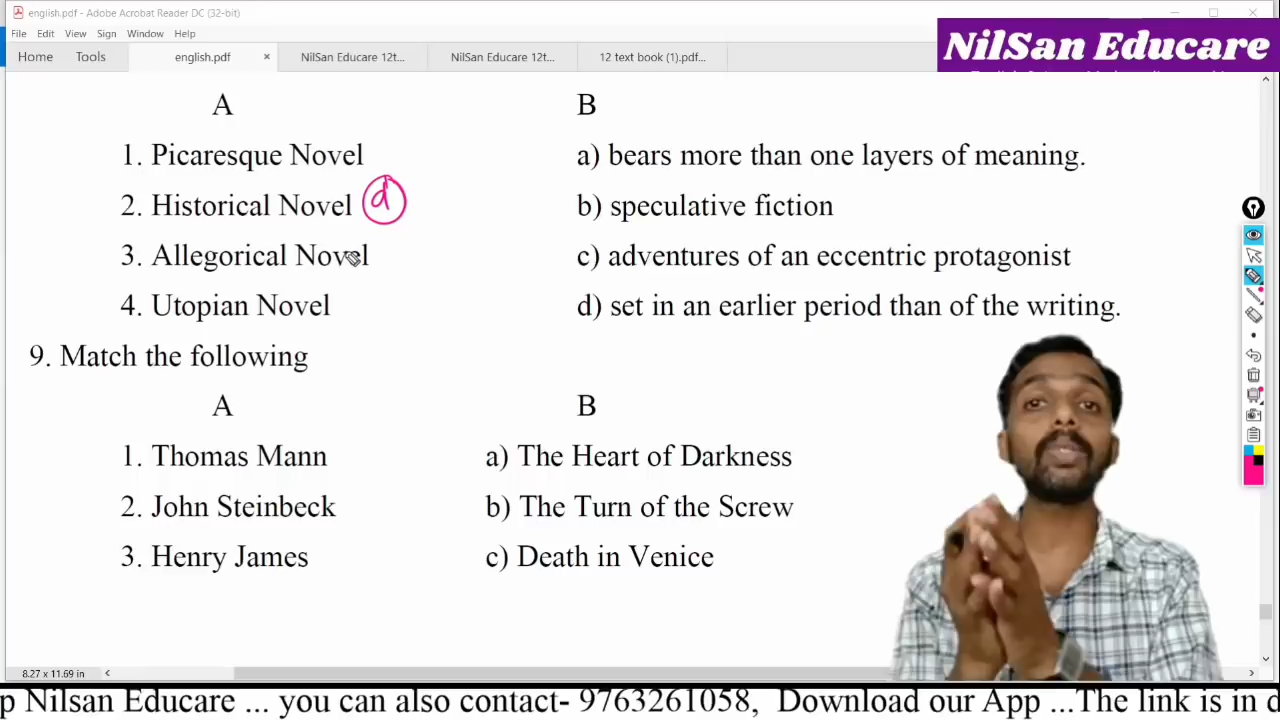 english.pdf - Adobe Acrobat Reader DC (32-bit)
File Edit View Sign Window Help
NilSan Educare
Home Tools english.pdf × NilSan Educare 12t... NilSan Educare 12t... 12 text book (1).pdf...
A B
1. Picaresque Novel a) bears more than one layers of meaning.
2. Historical Novel d b) speculative fiction
3. Allegorical Novel c) adventures of an eccentric protagonist
4. Utopian Novel d) set in an earlier period than of the writing.
9. Match the following
A B
1. Thomas Mann a) The Heart of Darkness
2. John Steinbeck b) The Turn of the Screw
3. Henry James c) Death in Venice
8.27 x 11.69 in
p Nilsan Educare ... you can also contact- 9763261058, Download our App ...The link is in d